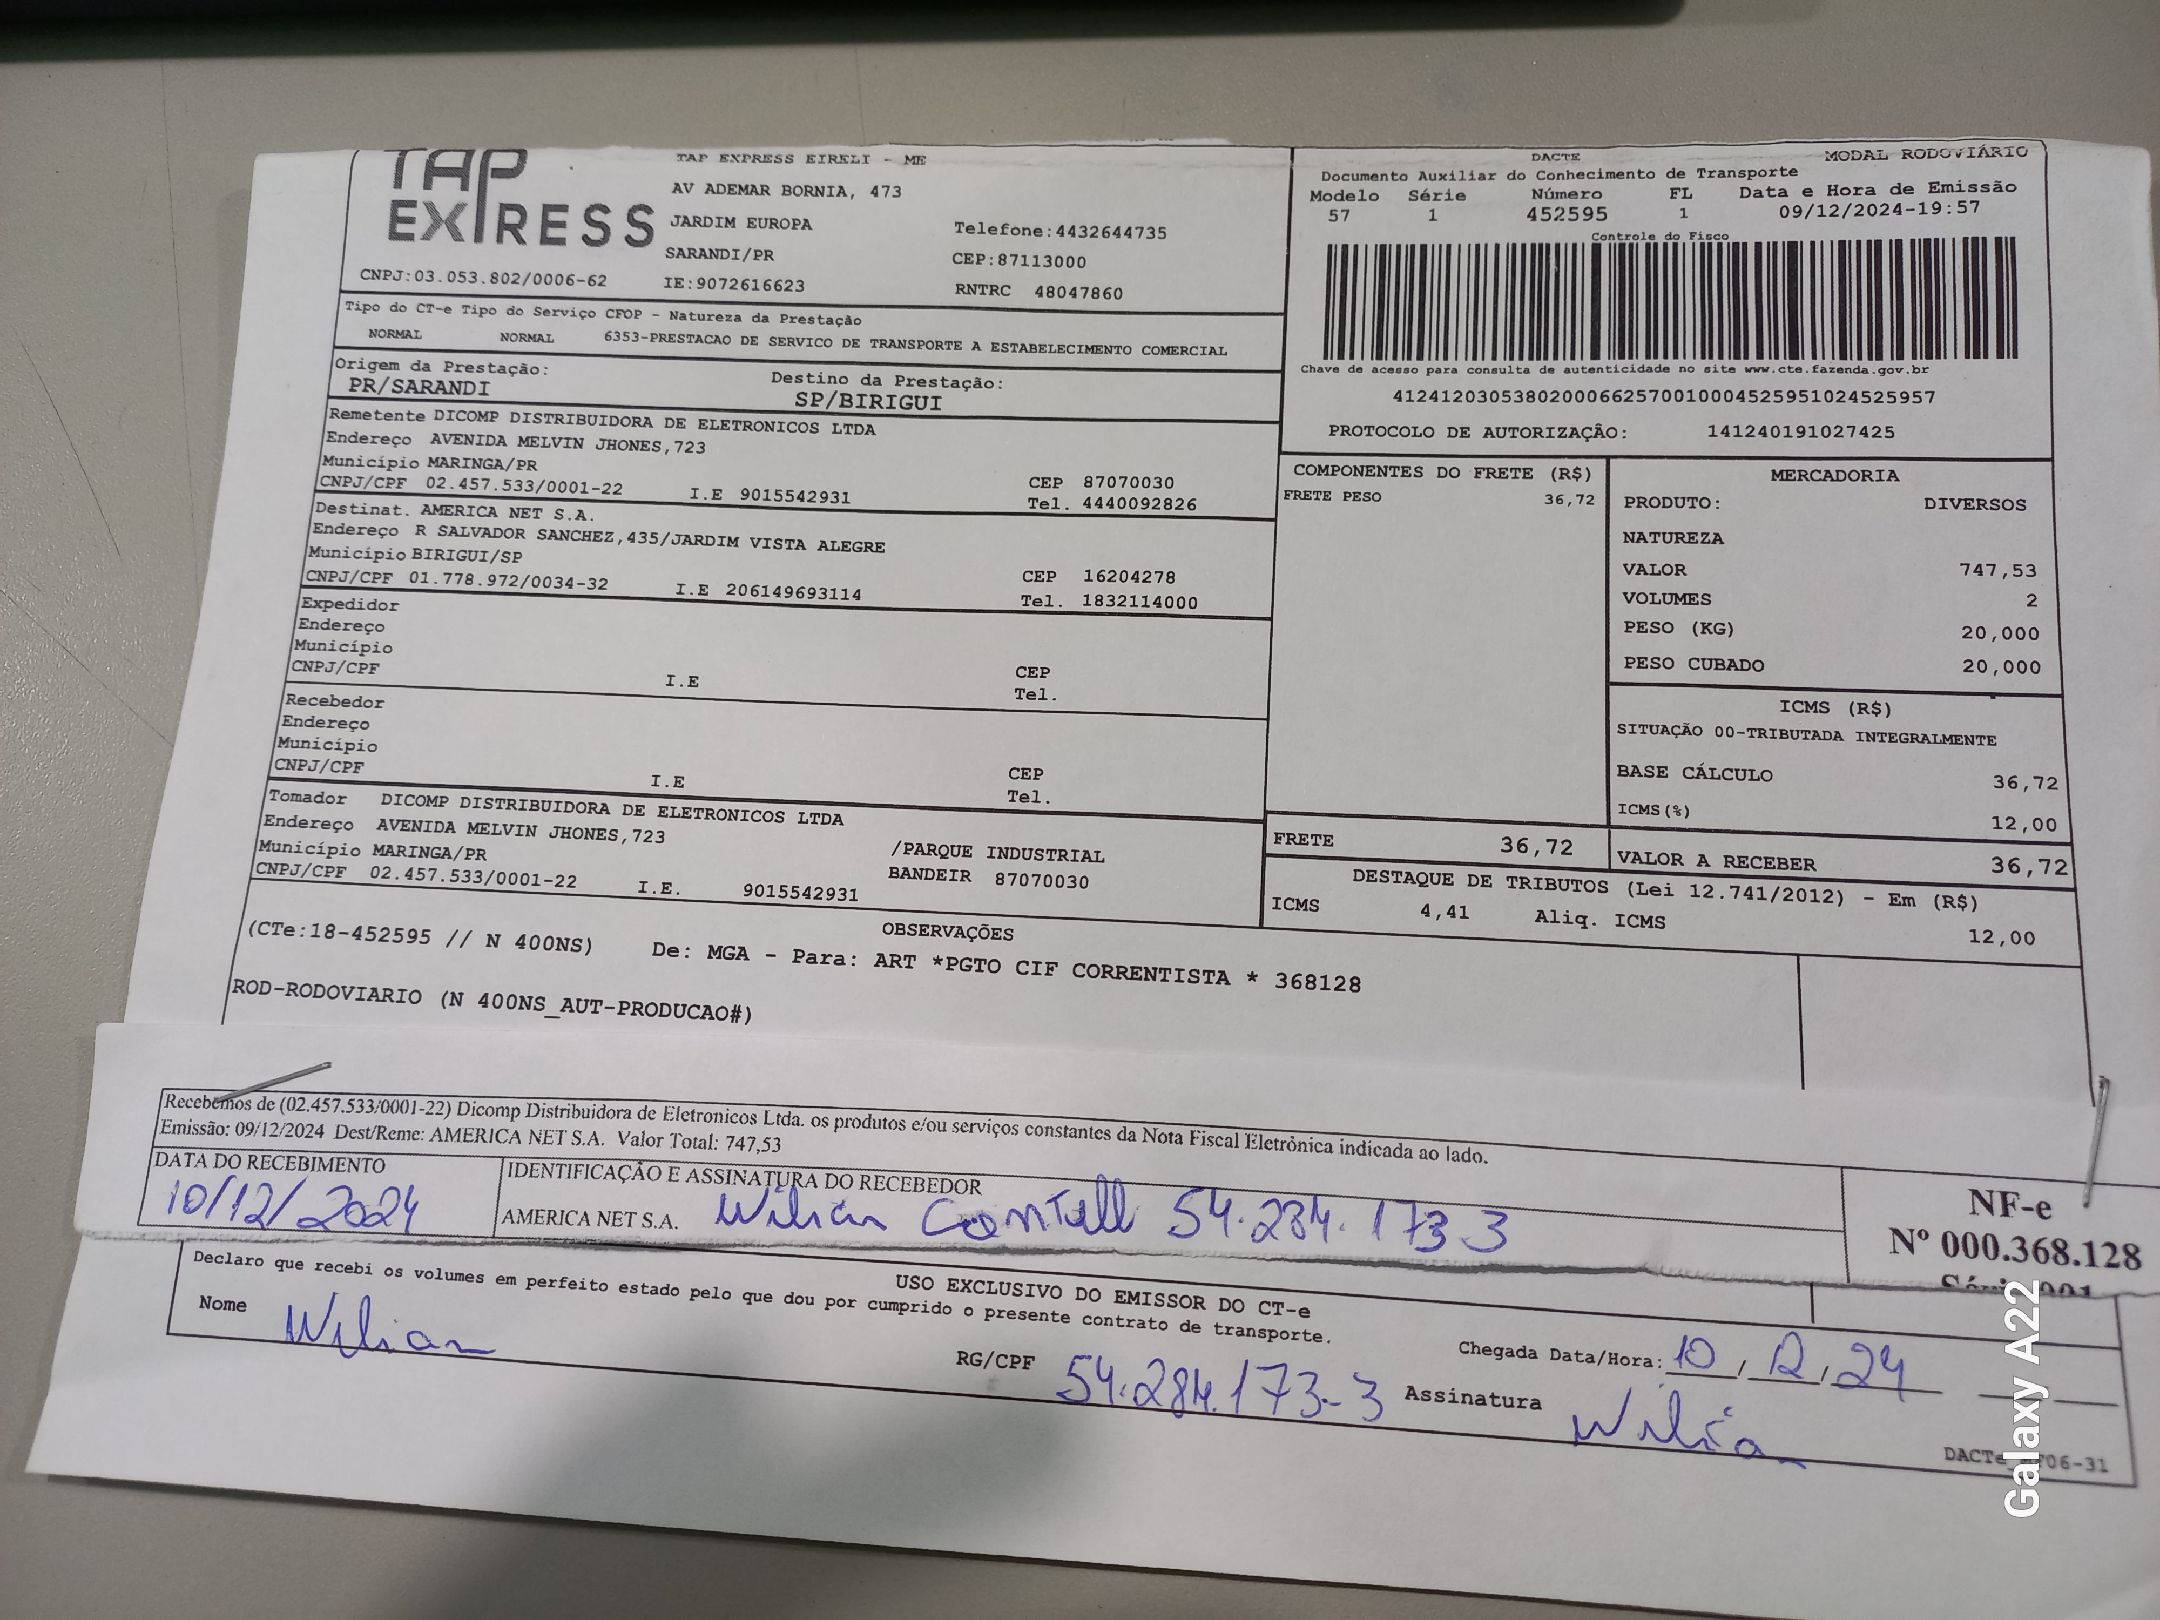 TAP EXPRESS
TAP EXPRESS EIRELI - ME
AV ADEMAR BORNIA, 473
JARDIM EUROPA Telefone:4432644735
SARANDI/PR CEP:87113000
CNPJ:03.053.802/0006-62 IE:9072616623 RNTRC 48047860
DACTE MODAL RODOVIÁRIO
Documento Auxiliar do Conhecimento de Transporte
Modelo Série Número FL Data e Hora de Emissão
57 1 452595 1 09/12/2024-19:57
Controle do Fisco
Chave de acesso para consulta de autenticidade no site www.cte.fazenda.gov.br
41241203053802000662570010004525951024525957
PROTOCOLO DE AUTORIZAÇÃO: 141240191027425
Tipo do CT-e Tipo do Serviço CFOP - Natureza da Prestação
NORMAL NORMAL 6353-PRESTACAO DE SERVICO DE TRANSPORTE A ESTABELECIMENTO COMERCIAL
Origem da Prestação: Destino da Prestação:
PR/SARANDI SP/BIRIGUI
Remetente DICOMP DISTRIBUIDORA DE ELETRONICOS LTDA
Endereço AVENIDA MELVIN JHONES,723
Município MARINGA/PR CEP 87070030
CNPJ/CPF 02.457.533/0001-22 I.E 9015542931 Tel. 4440092826
Destinat. AMERICA NET S.A.
Endereço R SALVADOR SANCHEZ,435/JARDIM VISTA ALEGRE
Município BIRIGUI/SP CEP 16204278
CNPJ/CPF 01.778.972/0034-32 I.E 206149693114 Tel. 1832114000
Expedidor
Endereço
Município CEP
CNPJ/CPF I.E Tel.
Recebedor
Endereço
Município CEP
CNPJ/CPF I.E Tel.
Tomador DICOMP DISTRIBUIDORA DE ELETRONICOS LTDA
Endereço AVENIDA MELVIN JHONES,723 /PARQUE INDUSTRIAL
Município MARINGA/PR BANDEIR 87070030
CNPJ/CPF 02.457.533/0001-22 I.E. 9015542931
COMPONENTES DO FRETE (R$)
FRETE PESO 36,72
MERCADORIA
PRODUTO: DIVERSOS
NATUREZA
VALOR 747,53
VOLUMES 2
PESO (KG) 20,000
PESO CUBADO 20,000
ICMS (R$)
SITUAÇÃO 00-TRIBUTADA INTEGRALMENTE
BASE CÁLCULO 36,72
ICMS(%) 12,00
FRETE 36,72 VALOR A RECEBER 36,72
DESTAQUE DE TRIBUTOS (Lei 12.741/2012) - Em (R$)
ICMS 4,41 Aliq. ICMS 12,00
OBSERVAÇÕES
(CTe:18-452595 // N 400NS) De: MGA - Para: ART *PGTO CIF CORRENTISTA * 368128
ROD-RODOVIARIO (N 400NS_AUT-PRODUCAO#)
Recebemos de (02.457.533/0001-22) Dicomp Distribuidora de Eletronicos Ltda. os produtos e/ou serviços constantes da Nota Fiscal Eletrônica indicada ao lado.
Emissão: 09/12/2024 Dest/Reme: AMERICA NET S.A. Valor Total: 747,53
DATA DO RECEBIMENTO IDENTIFICAÇÃO E ASSINATURA DO RECEBEDOR
10/12/2024 AMERICA NET S.A. Wilian 54.284.173 3
NF-e
Nº 000.368.128
Série 001
USO EXCLUSIVO DO EMISSOR DO CT-e
Declaro que recebi os volumes em perfeito estado pelo que dou por cumprido o presente contrato de transporte.
Nome Wilian RG/CPF 54.284.173-3 Chegada Data/Hora: 10 / 12 / 24
Assinatura Wilian
Galaxy A22